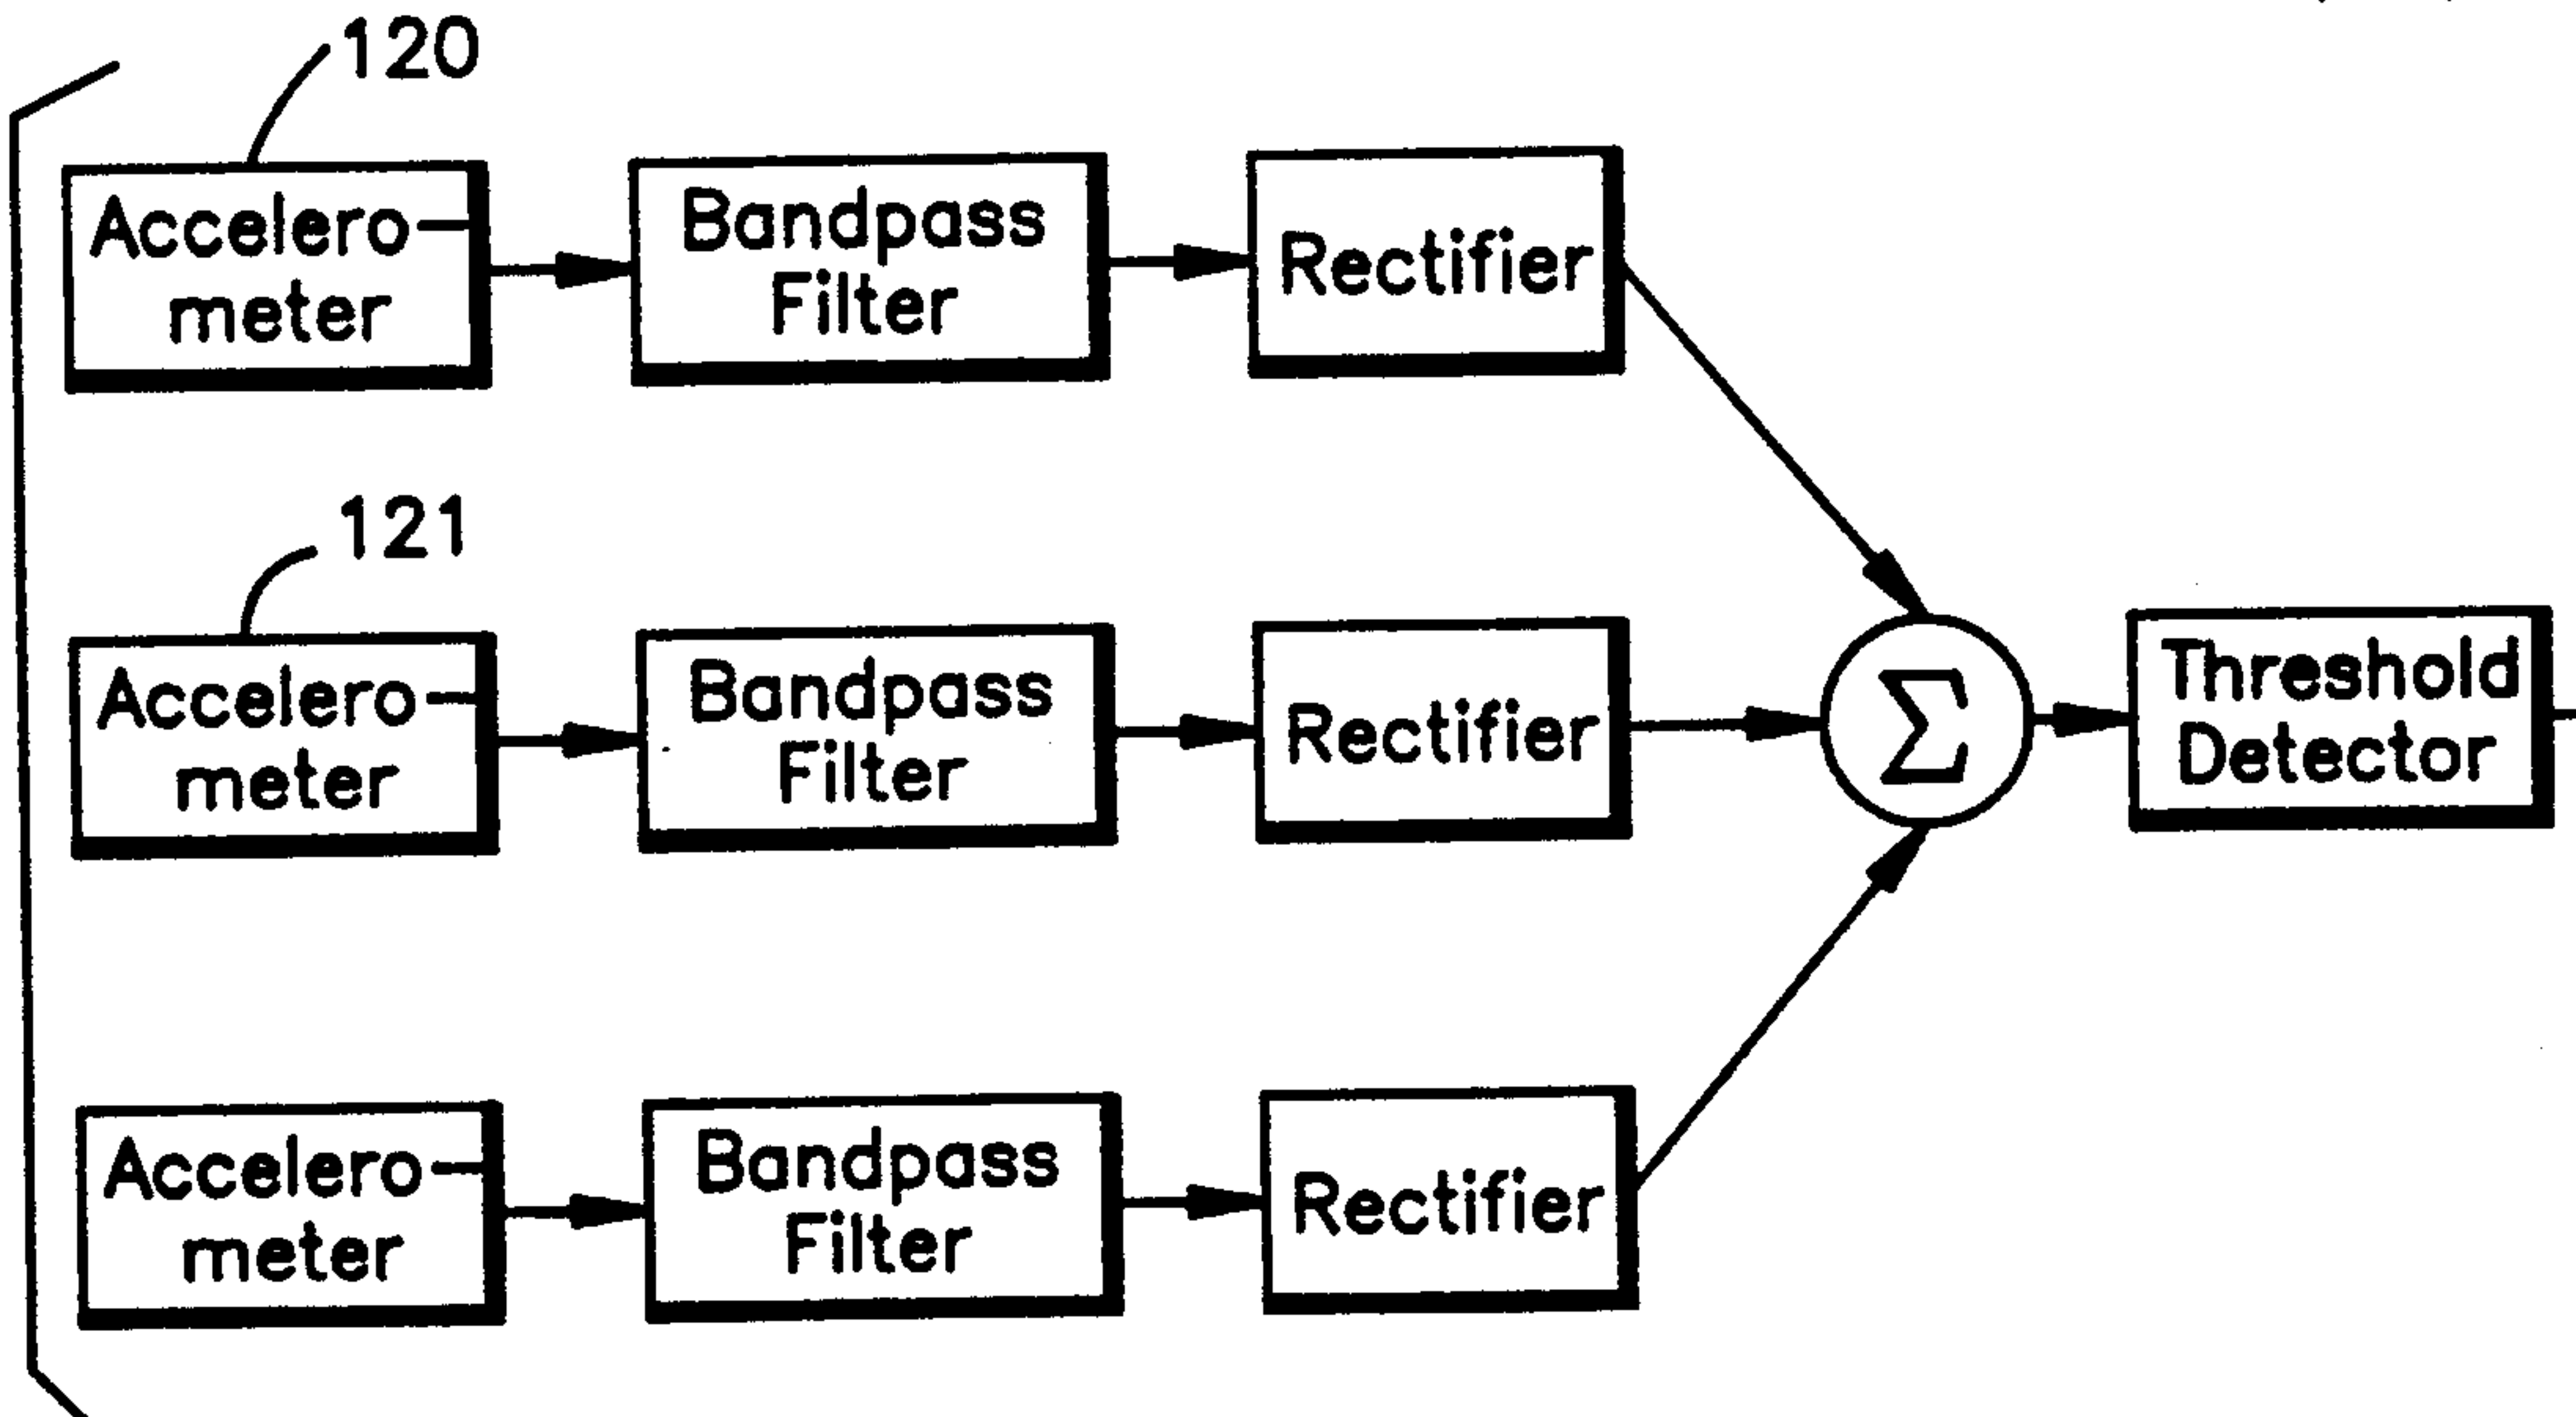 120
Accelero-
meter
Bandpass
Filter
Rectifier
121
Accelero-
meter
Bandpass
Filter
Rectifier
Σ
Threshold
Detector
Accelero-
meter
Bandpass
Filter
Rectifier